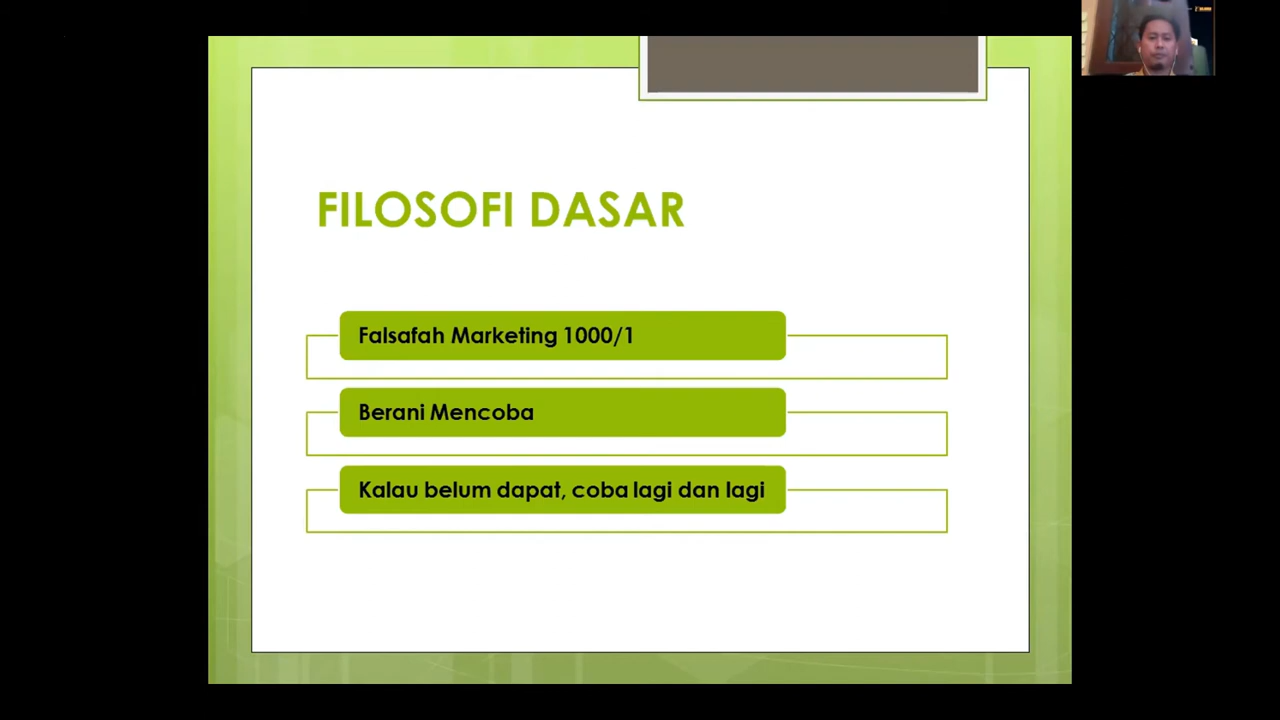 FILOSOFI DASAR
Falsafah Marketing 1000/1
Berani Mencoba
Kalau belum dapat, coba lagi dan lagi